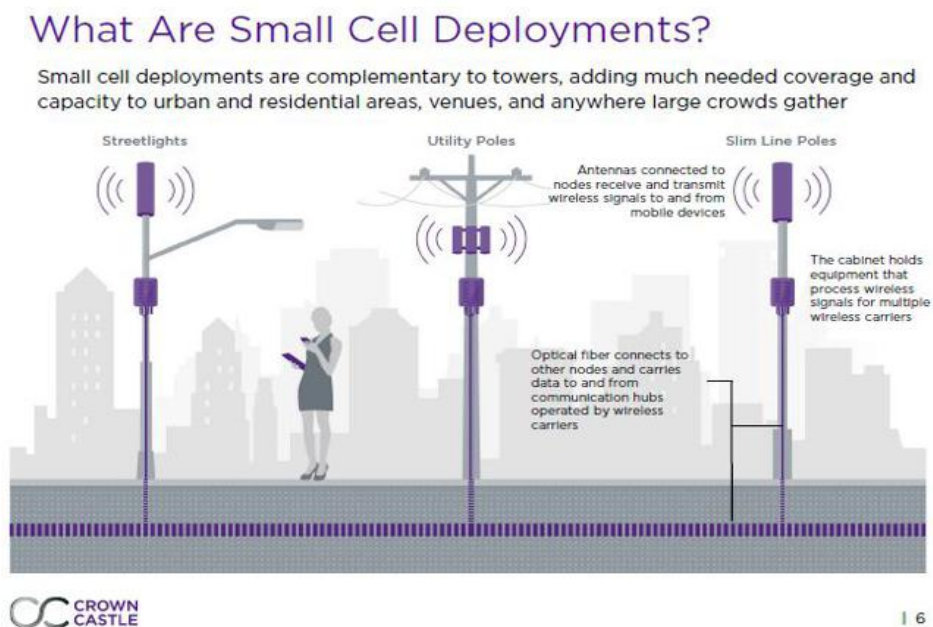 What Are Small Cell Deployments?
Small cell deployments are complementary to towers, adding much needed coverage and
capacity to urban and residential areas, venues, and anywhere large crowds gather
Streetlights
Utility Poles
Slim Line Poles
Antennas connected to
nodes receive and transmit
wireless signals to and from
mobile devices
The cabinet holds
equipment that
process wireless
signals for multiple
wireless carriers
Optical fiber connects to
other nodes and carries
data to and from
communication hubs
operated by wireless
carriers
CROWN
CASTLE
| 6